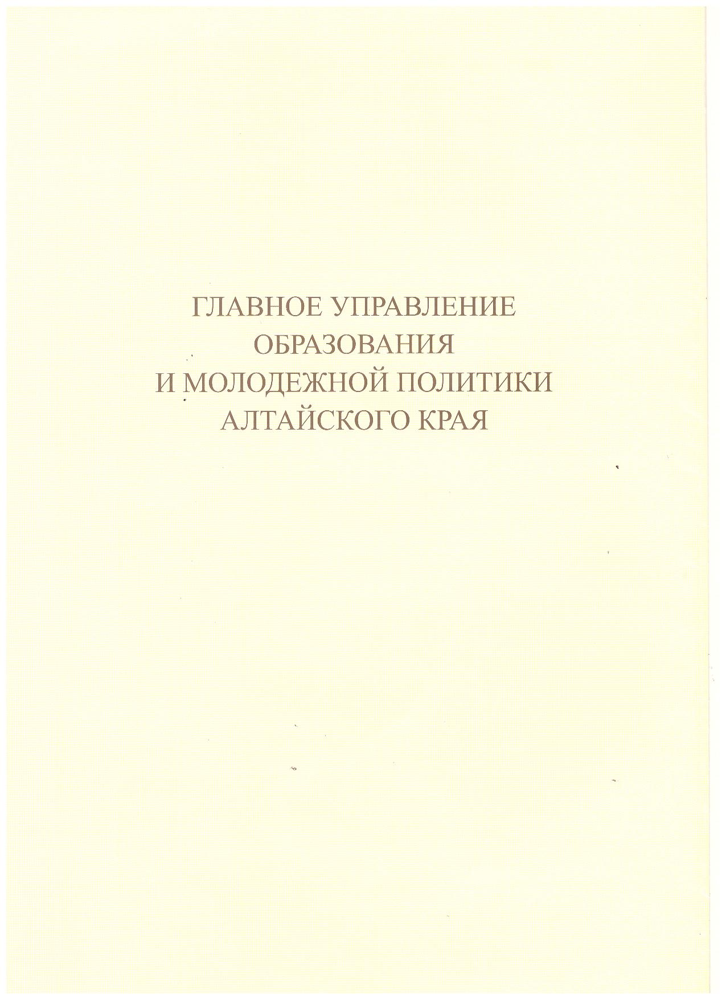 ГЛАВНОЕ УПРАВЛЕНИЕ
ОБРАЗОВАНИЯ
И МОЛОДЕЖНОЙ ПОЛИТИКИ
АЛТАЙСКОГО КРАЯ